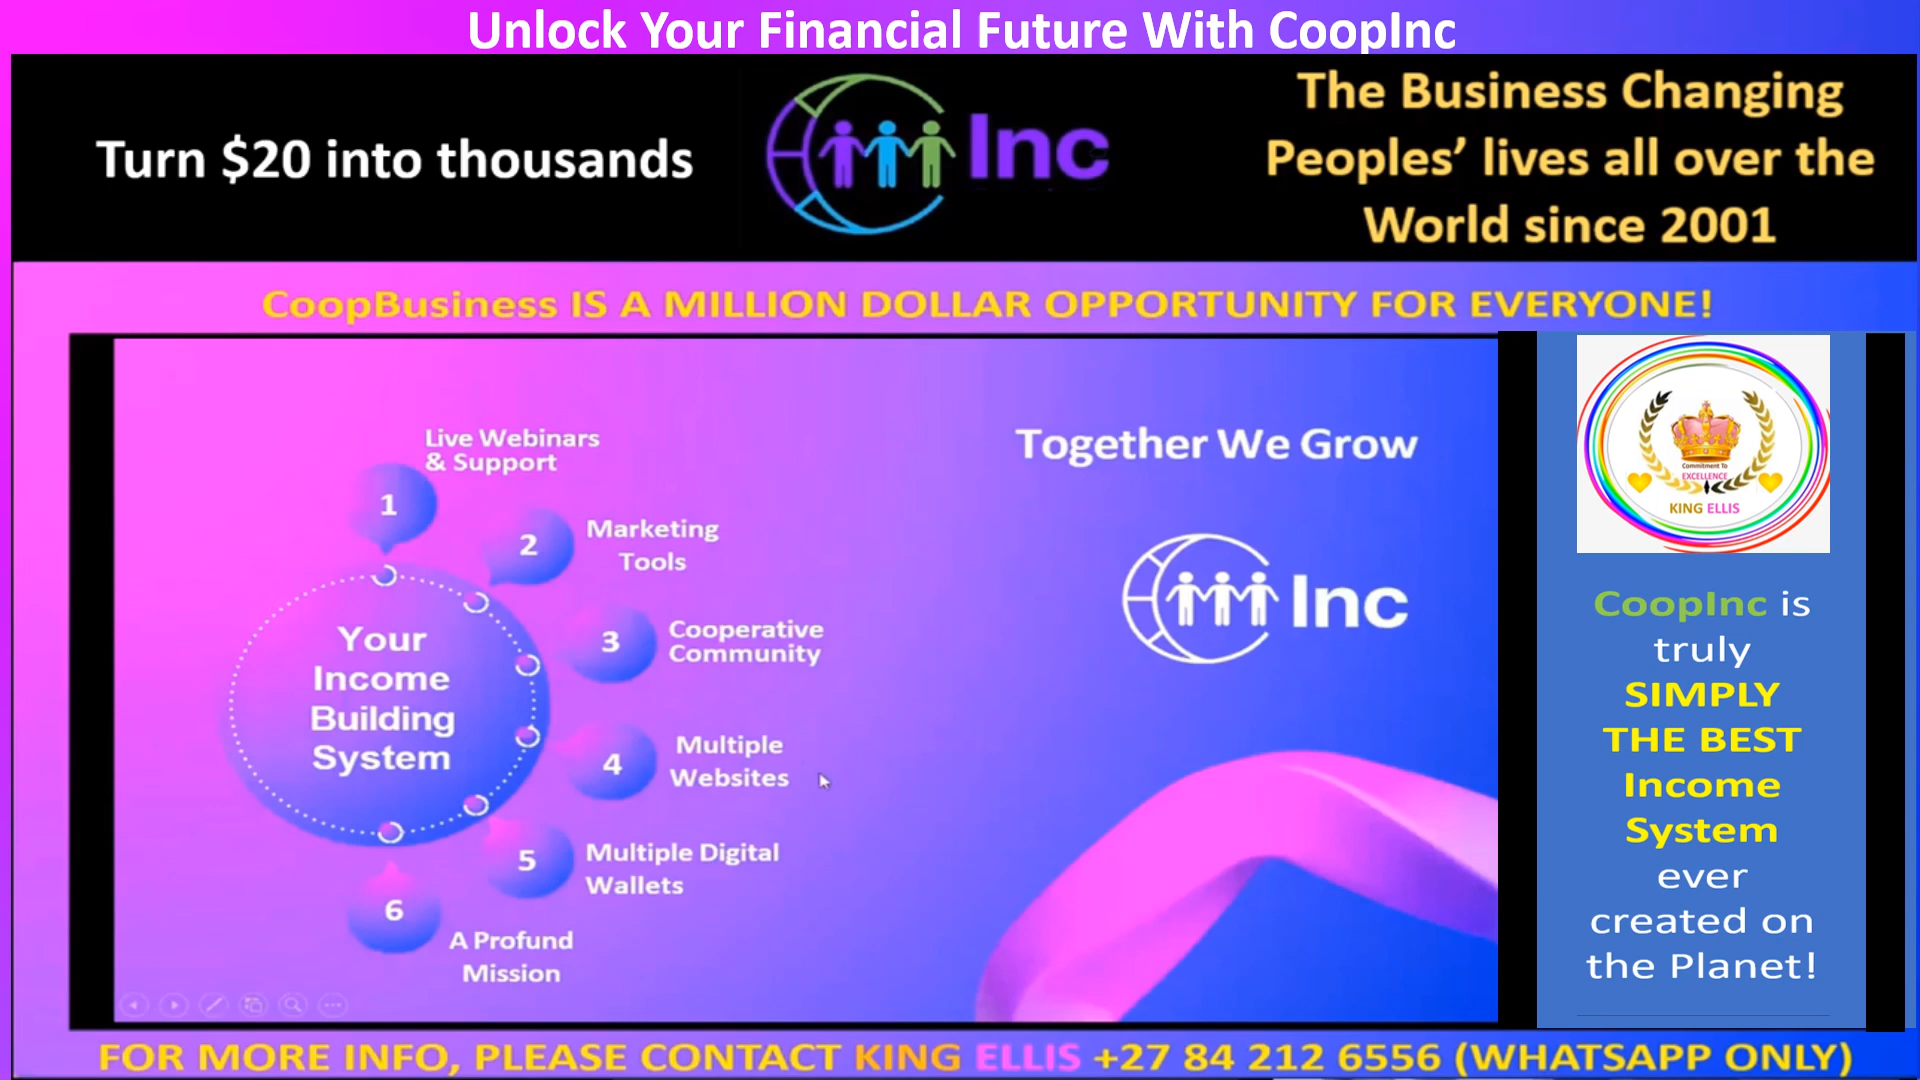 Unlock Your Financial Future With CoopInc
Turn $20 into thousands
Inc
The Business Changing
Peoples’ lives all over the
World since 2001
CoopBusiness IS A MILLION DOLLAR OPPORTUNITY FOR EVERYONE!
Your
Income
Building
System
1
Live Webinars
& Support
2
Marketing
Tools
3
Cooperative
Community
4
Multiple
Websites
5
Multiple Digital
Wallets
6
A Profund
Mission
Together We Grow
Inc
Commitment To
EXCELLENCE
KING ELLIS
CoopInc is
truly
SIMPLY
THE BEST
Income
System
ever
created on
the Planet!
FOR MORE INFO, PLEASE CONTACT KING ELLIS +27 84 212 6556 (WHATSAPP ONLY)